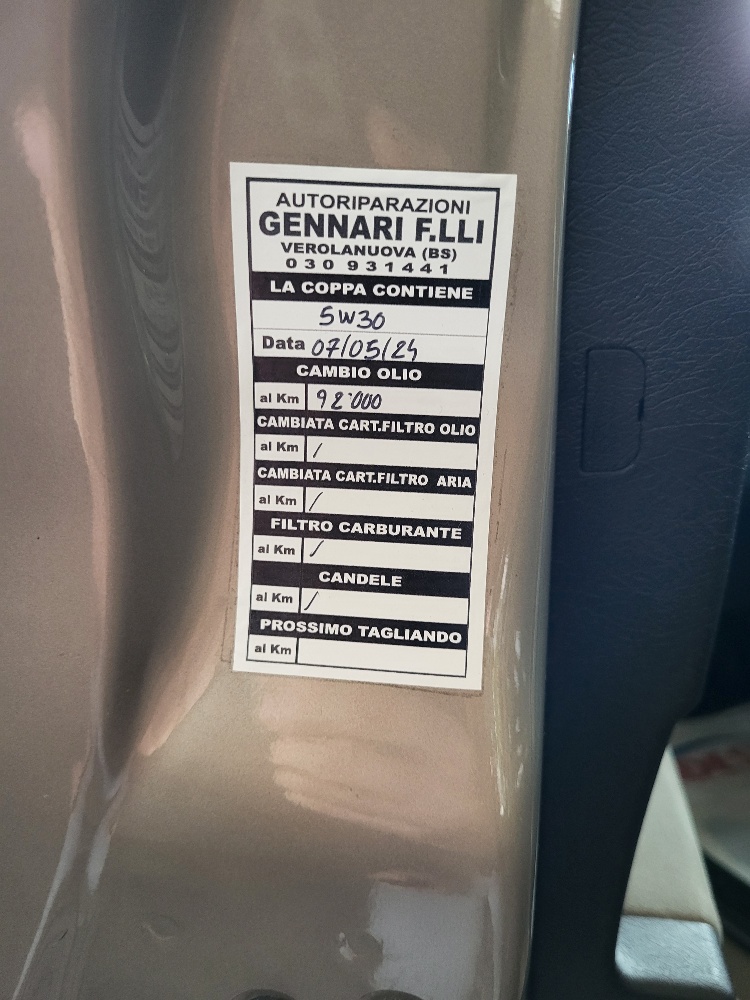 AUTORIPARAZIONI
GENNARI F.LLI
VEROLANUOVA (BS)
030 931441
LA COPPA CONTIENE
5W30
Data 07/05/24
CAMBIO OLIO
al Km 92'000
CAMBIATA CART.FILTRO OLIO
al Km /
CAMBIATA CART.FILTRO ARIA
al Km /
FILTRO CARBURANTE
al Km /
CANDELE
al Km /
PROSSIMO TAGLIANDO
al Km